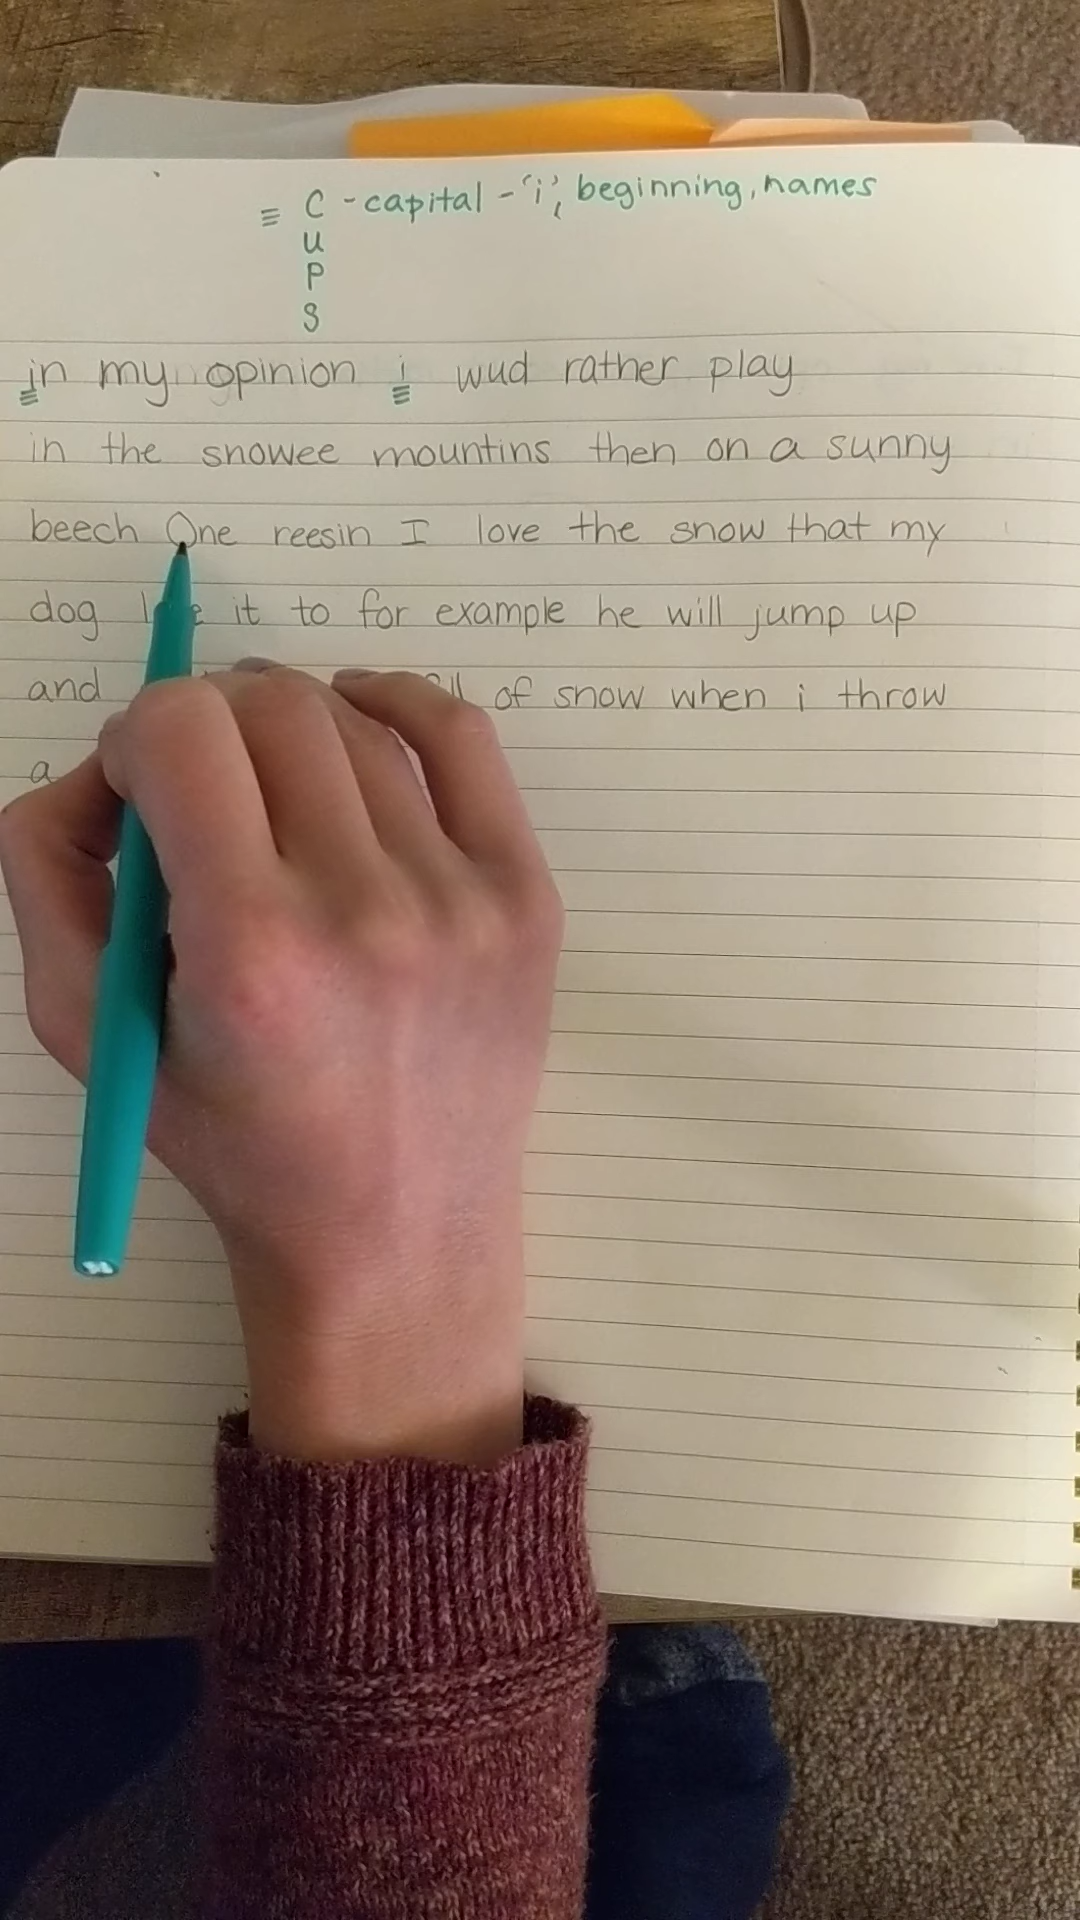 ≡ C - capital - 'i', beginning, names
U
P
S
in my opinion i wud rather play
in the snowee mountins then on a sunny
beech One reesin I love the snow that my
dog it to for example he will jump up
and of snow when i throw
a